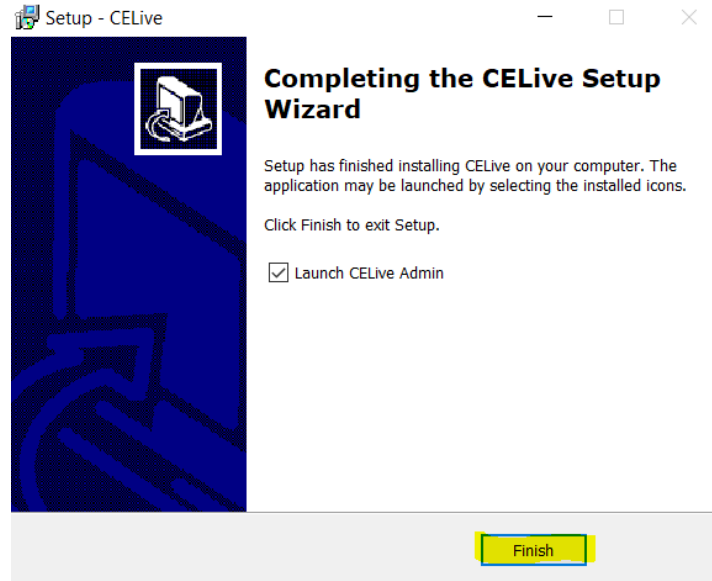 Setup - CELive
Completing the CELive Setup
Wizard
Setup has finished installing CELive on your computer. The
application may be launched by selecting the installed icons.
Click Finish to exit Setup.
Launch CELive Admin
Finish